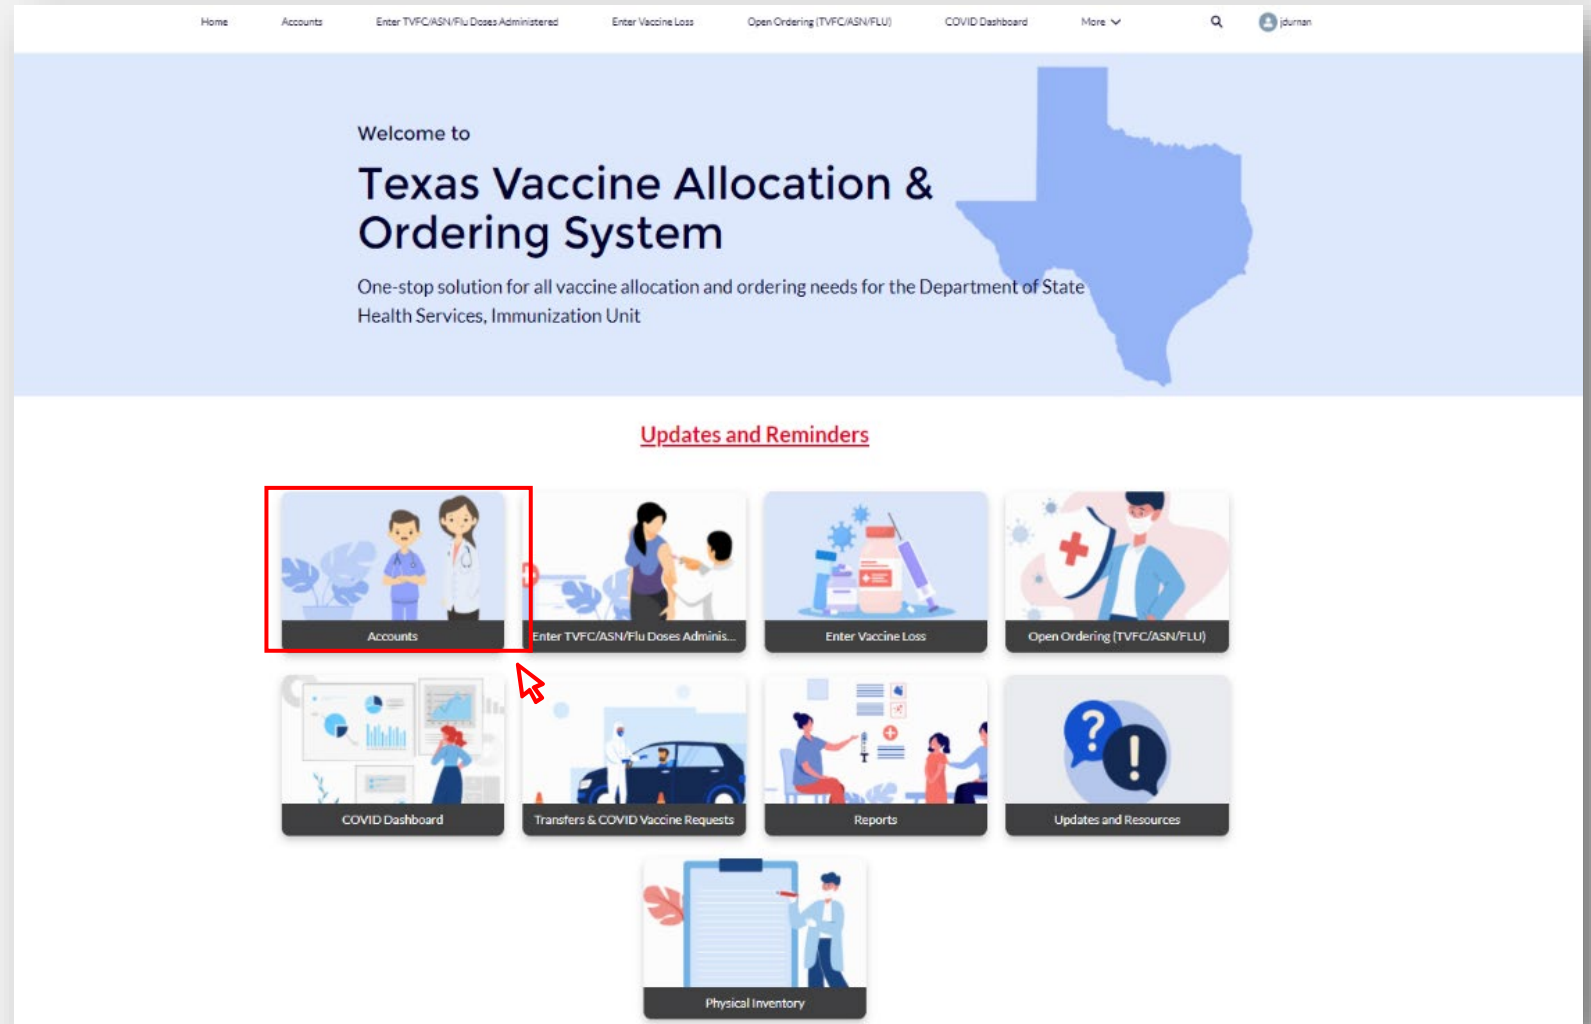 Home Accounts Enter TVFC/ASN/Flu Doses Administered Enter Vaccine Loss Open Ordering (TVFC/ASN/FLU) COVID Dashboard More jdurnan
Welcome to
Texas Vaccine Allocation &
Ordering System
One-stop solution for all vaccine allocation and ordering needs for the Department of State
Health Services, Immunization Unit
Updates and Reminders
Accounts
Enter TVFC/ASN/Flu Doses Adminis...
Enter Vaccine Loss
Open Ordering (TVFC/ASN/FLU)
COVID Dashboard
Transfers & COVID Vaccine Requests
Reports
Updates and Resources
Physical Inventory